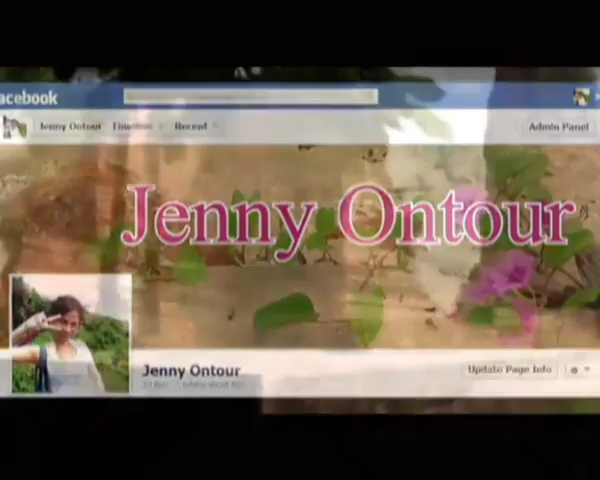 acebook
Jenny Ontour Timeline Recent Admin Panel
Jenny Ontour
Jenny Ontour
Update Page Info